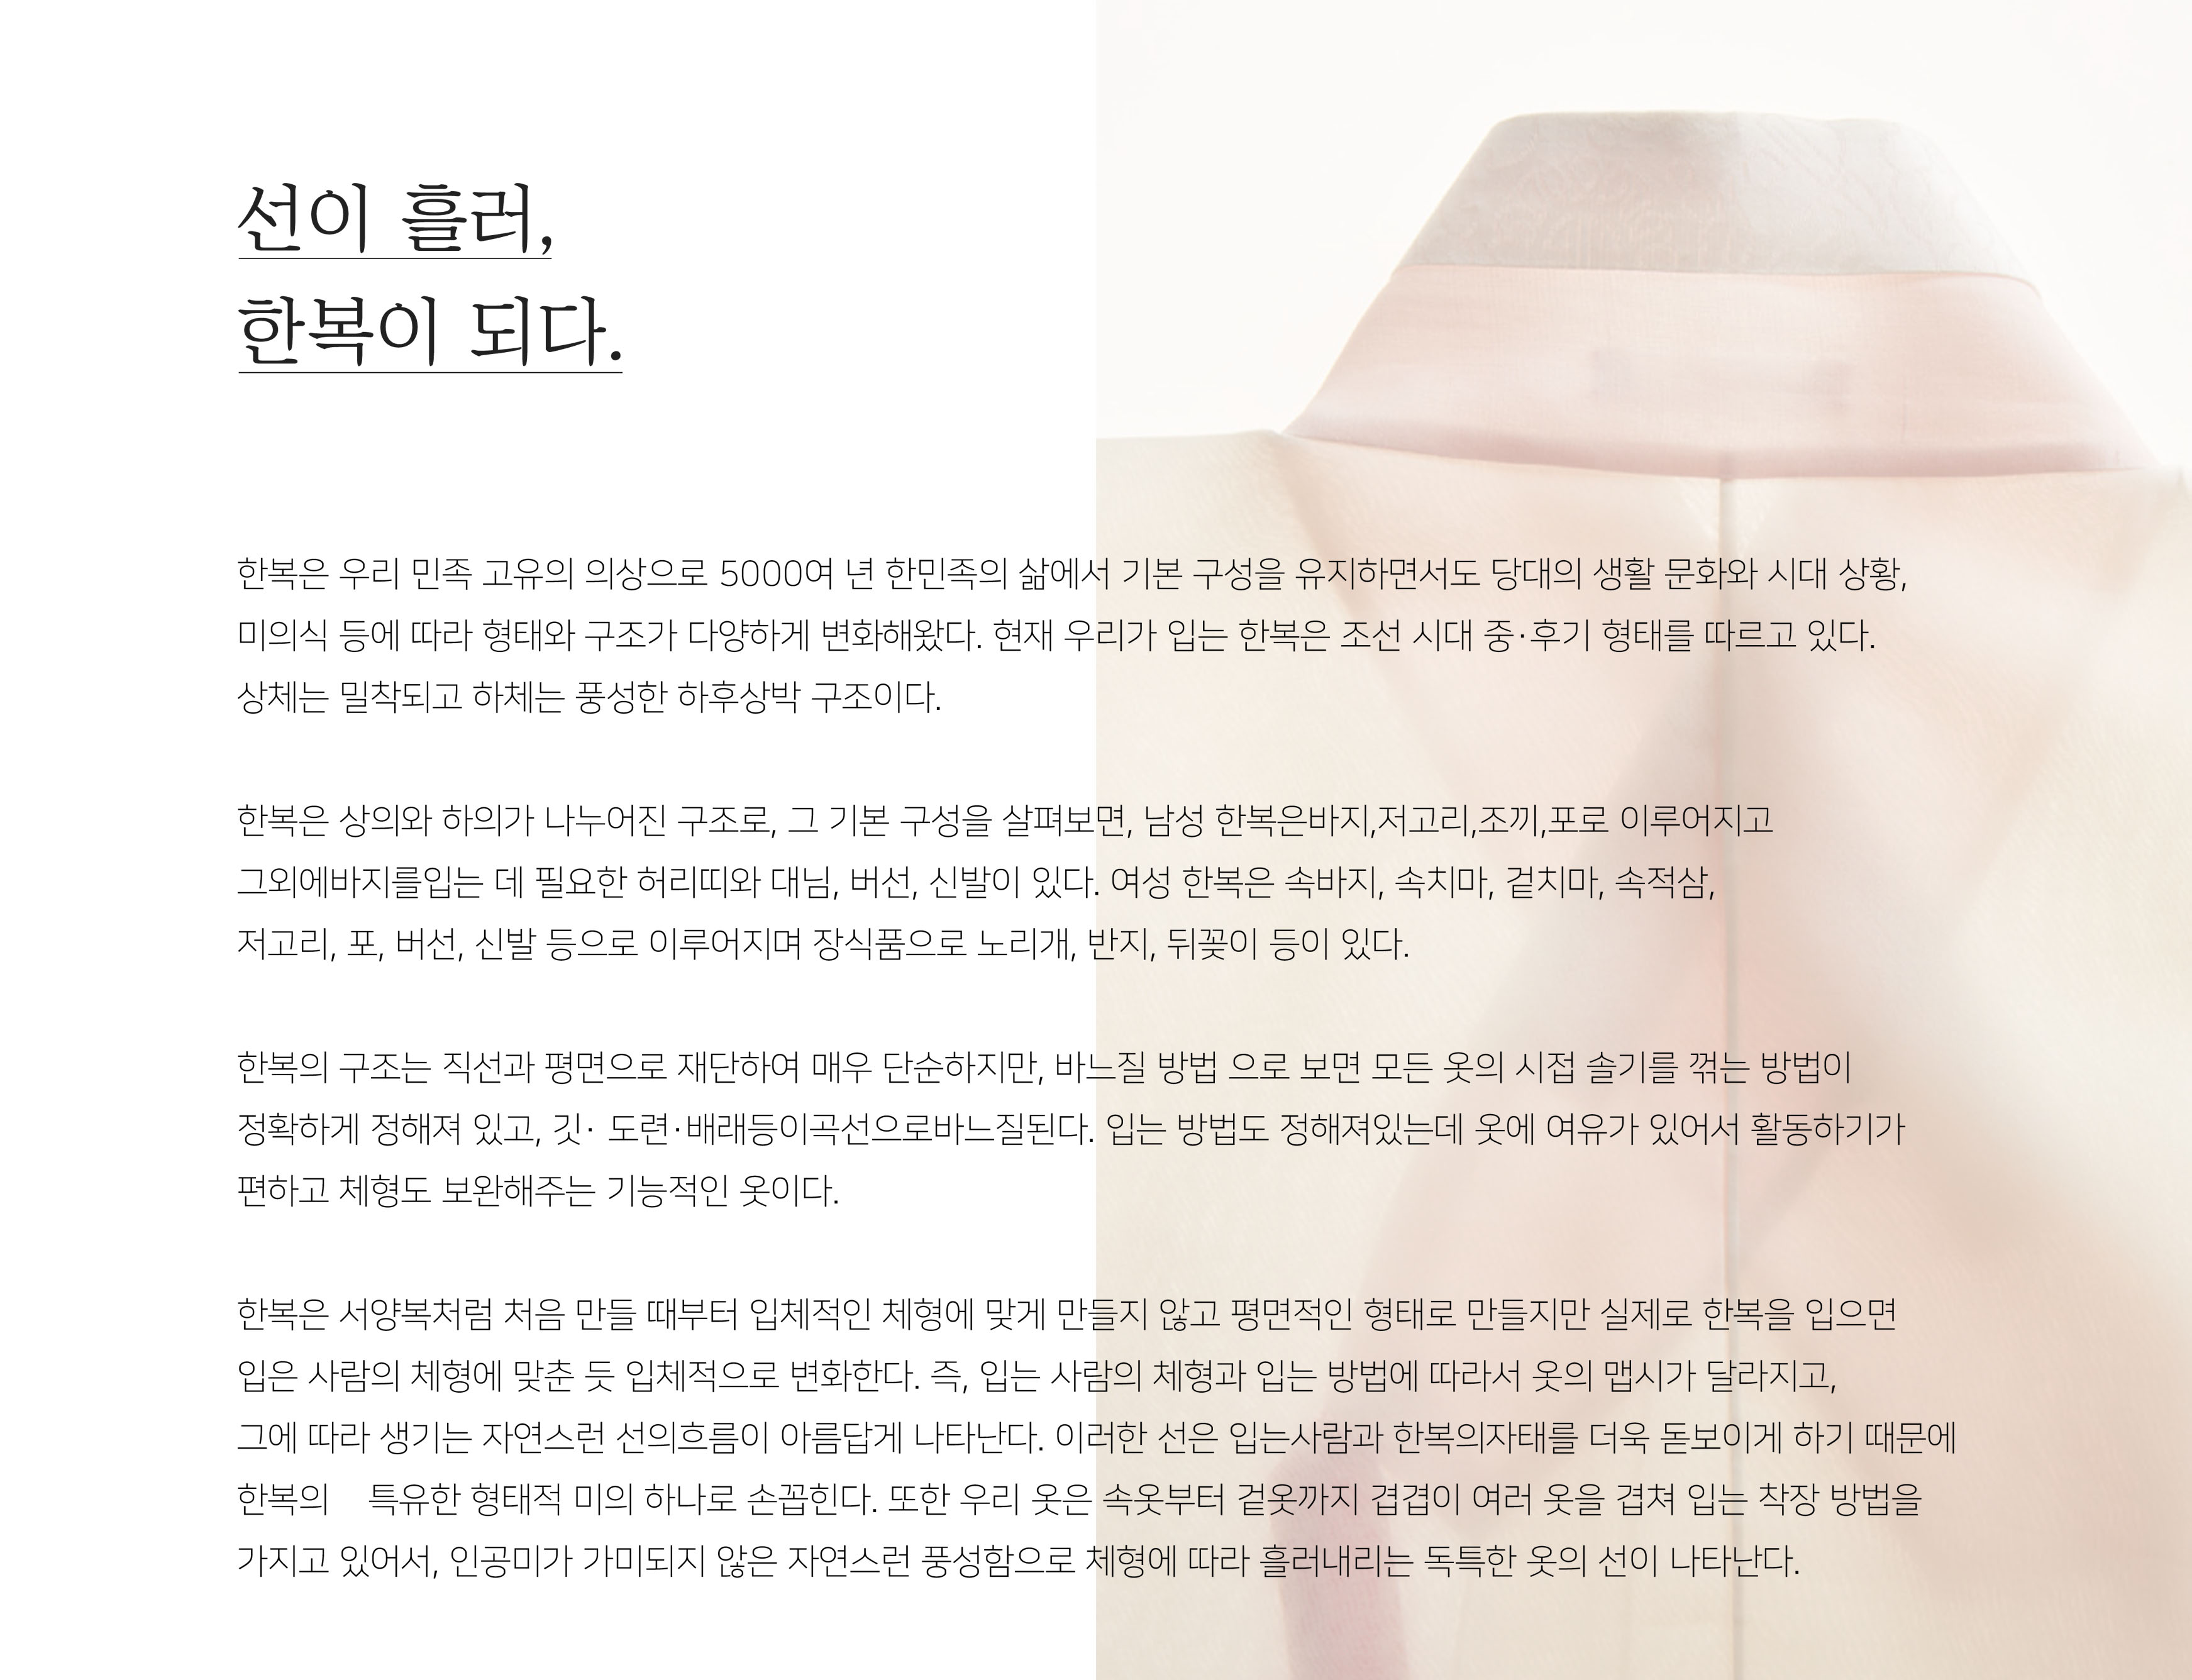 선이 흘러,
한복이 되다.
한복은 우리 민족 고유의 의상으로 5000여 년 한민족의 삶에서 기본 구성을 유지하면서도 당대의 생활 문화와 시대 상황,
미의식 등에 따라 형태와 구조가 다양하게 변화해왔다. 현재 우리가 입는 한복은 조선 시대 중·후기 형태를 따르고 있다.
상체는 밀착되고 하체는 풍성한 하후상박 구조이다.
한복은 상의와 하의가 나누어진 구조로, 그 기본 구성을 살펴보면, 남성 한복은바지,저고리,조끼,포로 이루어지고
그외에바지를입는 데 필요한 허리띠와 대님, 버선, 신발이 있다. 여성 한복은 속바지, 속치마, 겉치마, 속적삼,
저고리, 포, 버선, 신발 등으로 이루어지며 장식품으로 노리개, 반지, 뒤꽂이 등이 있다.
한복의 구조는 직선과 평면으로 재단하여 매우 단순하지만, 바느질 방법 으로 보면 모든 옷의 시접 솔기를 꺾는 방법이
정확하게 정해져 있고, 깃· 도련·배래등이곡선으로바느질된다. 입는 방법도 정해져있는데 옷에 여유가 있어서 활동하기가
편하고 체형도 보완해주는 기능적인 옷이다.
한복은 서양복처럼 처음 만들 때부터 입체적인 체형에 맞게 만들지 않고 평면적인 형태로 만들지만 실제로 한복을 입으면
입은 사람의 체형에 맞춘 듯 입체적으로 변화한다. 즉, 입는 사람의 체형과 입는 방법에 따라서 옷의 맵시가 달라지고,
그에 따라 생기는 자연스런 선의흐름이 아름답게 나타난다. 이러한 선은 입는사람과 한복의자태를 더욱 돋보이게 하기 때문에
한복의 특유한 형태적 미의 하나로 손꼽힌다. 또한 우리 옷은 속옷부터 겉옷까지 겹겹이 여러 옷을 겹쳐 입는 착장 방법을
가지고 있어서, 인공미가 가미되지 않은 자연스런 풍성함으로 체형에 따라 흘러내리는 독특한 옷의 선이 나타난다.